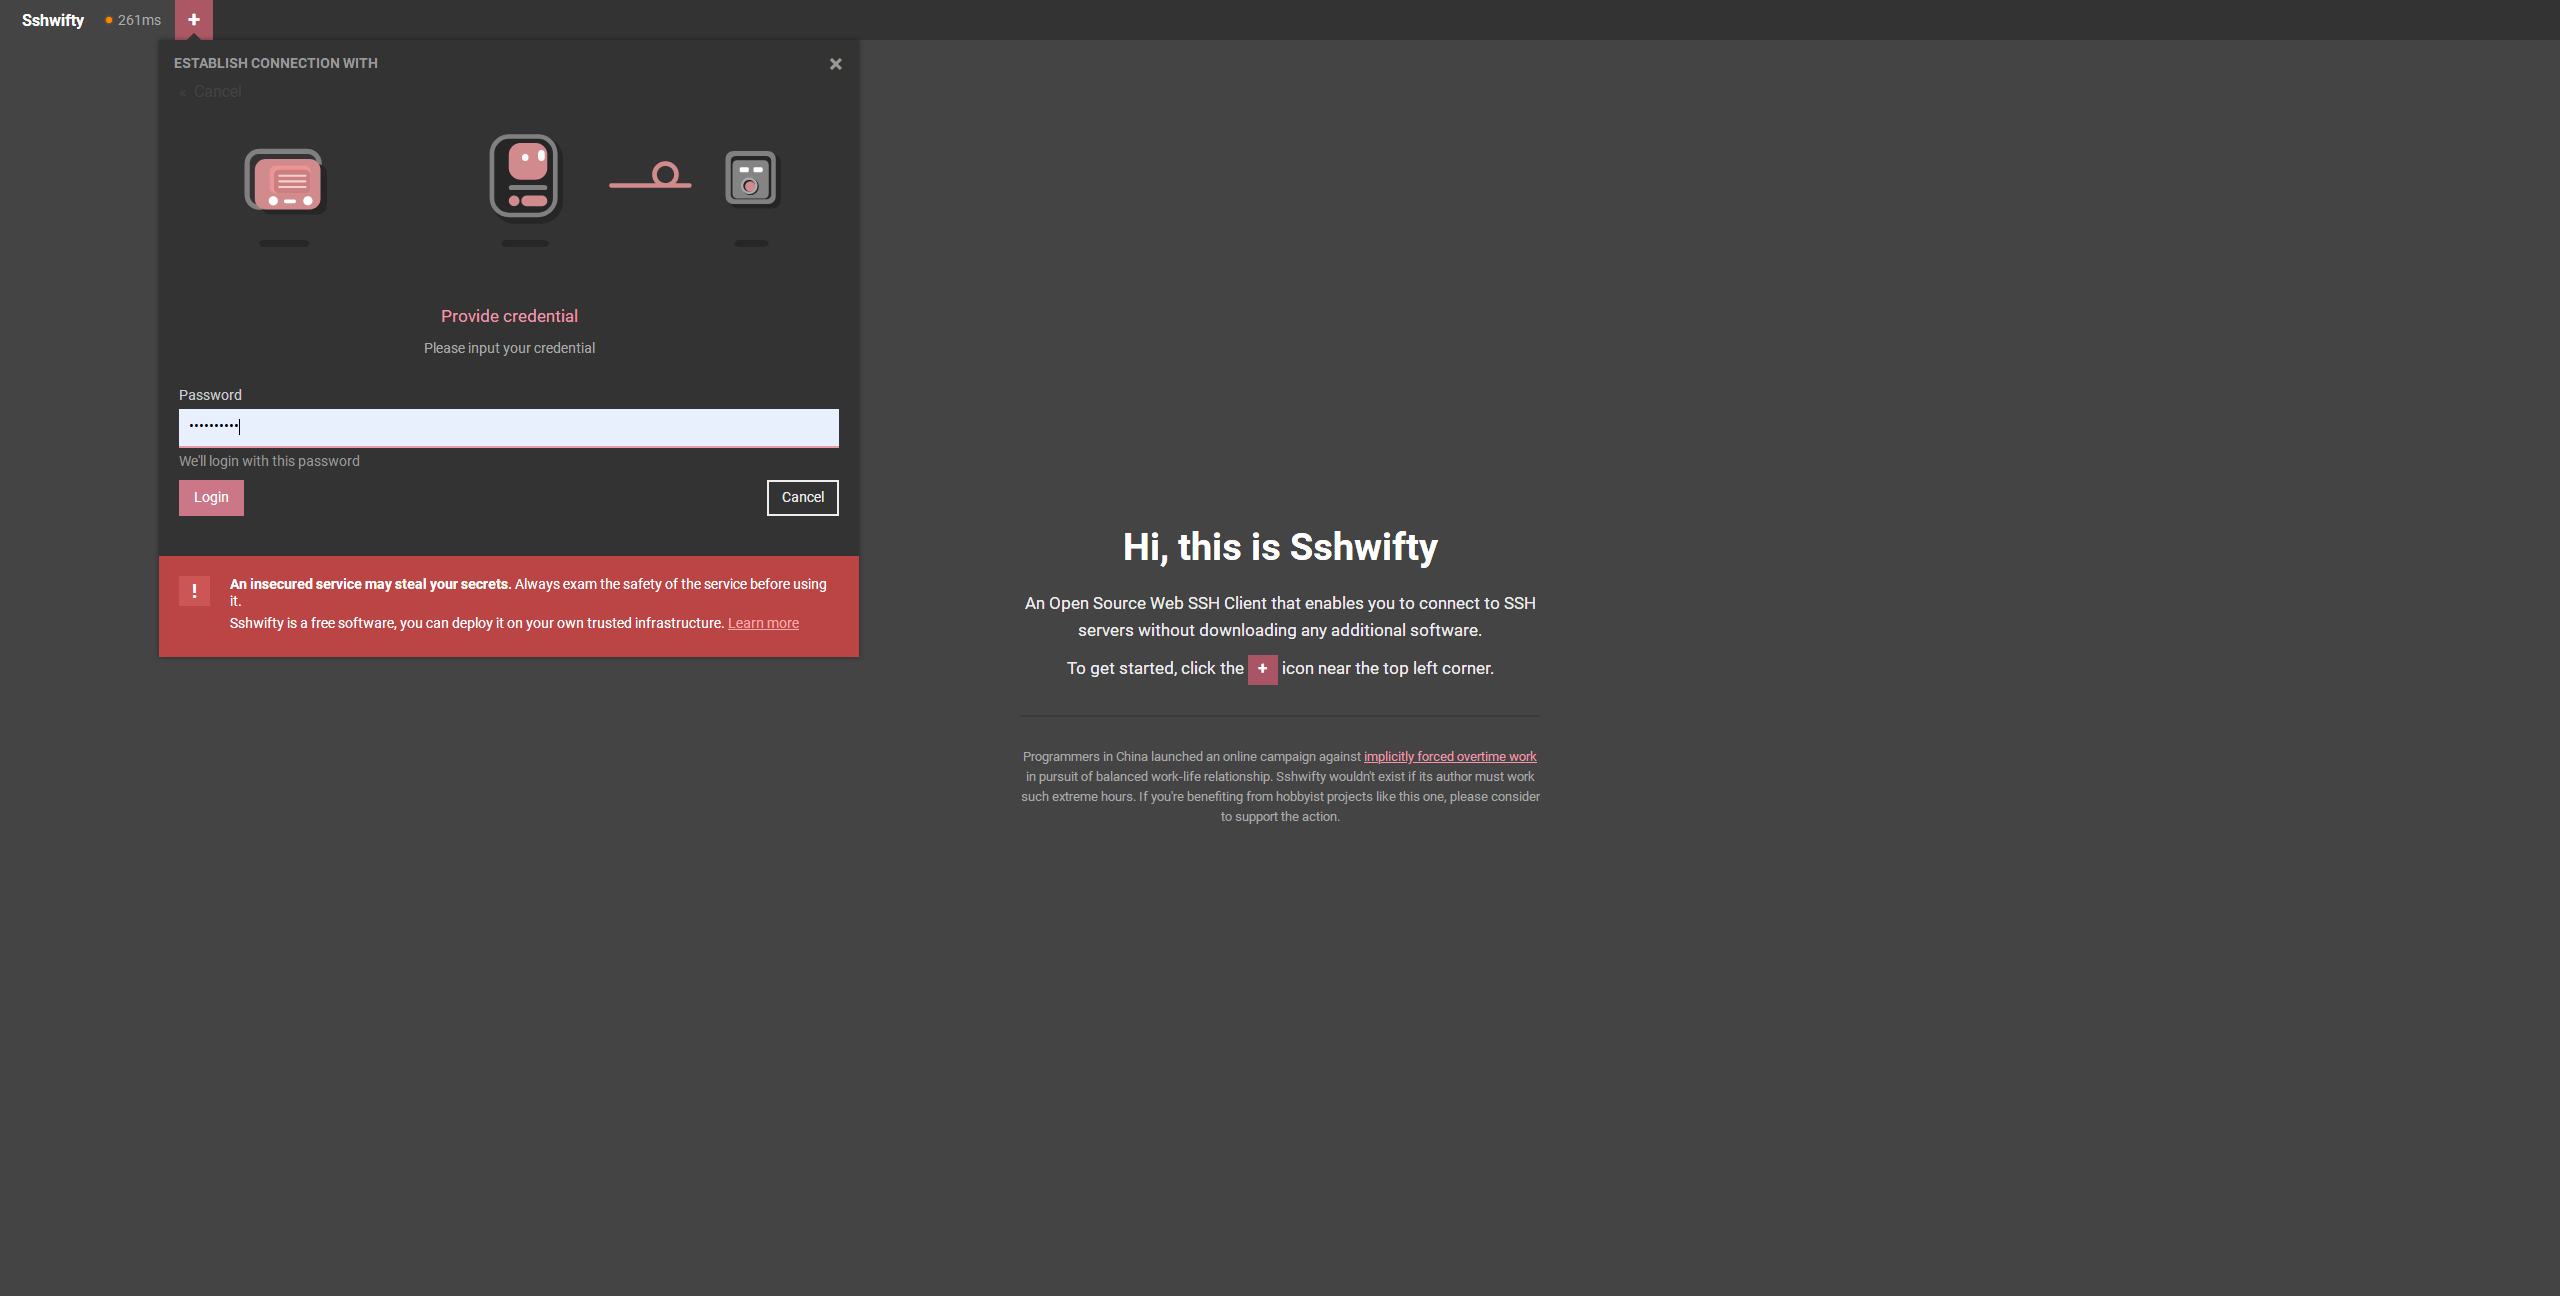 Sshwifty 261ms +
ESTABLISH CONNECTION WITH ×
« Cancel
Provide credential
Please input your credential
Password
••••••••••
We'll login with this password
Login Cancel
! An insecured service may steal your secrets. Always exam the safety of the service before using
it.
Sshwifty is a free software, you can deploy it on your own trusted infrastructure. Learn more
Hi, this is Sshwifty
An Open Source Web SSH Client that enables you to connect to SSH
servers without downloading any additional software.
To get started, click the + icon near the top left corner.
Programmers in China launched an online campaign against implicitly forced overtime work
in pursuit of balanced work-life relationship. Sshwifty wouldn't exist if its author must work
such extreme hours. If you're benefiting from hobbyist projects like this one, please consider
to support the action.